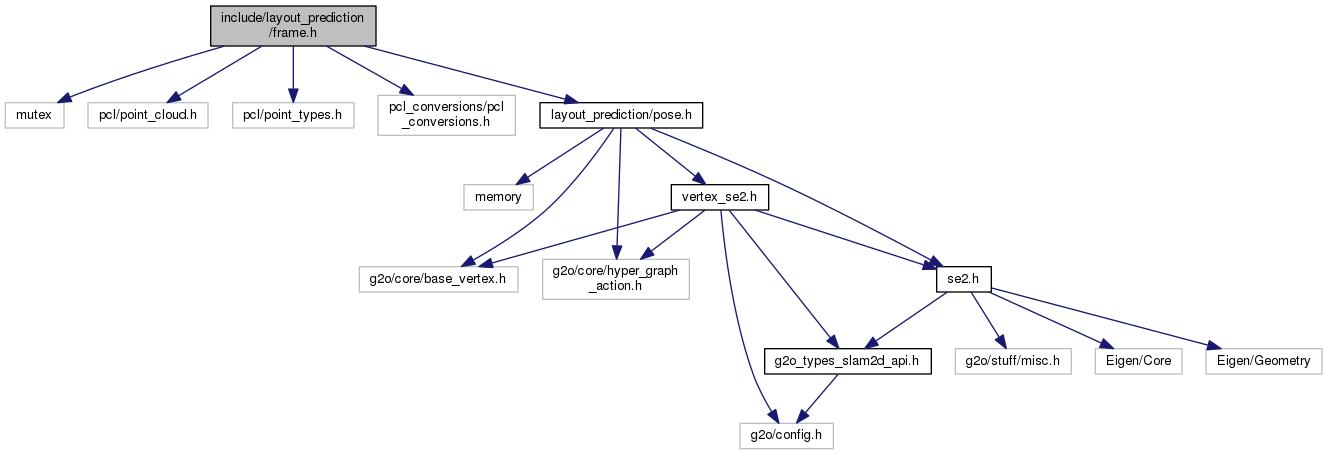 include/layout_prediction
/frame.h
mutex
pcl/point_cloud.h
pcl/point_types.h
pcl_conversions/pcl
_conversions.h
layout_prediction/pose.h
memory
vertex_se2.h
g2o/core/base_vertex.h
g2o/core/hyper_graph
_action.h
se2.h
g2o_types_slam2d_api.h
g2o/stuff/misc.h
Eigen/Core
Eigen/Geometry
g2o/config.h